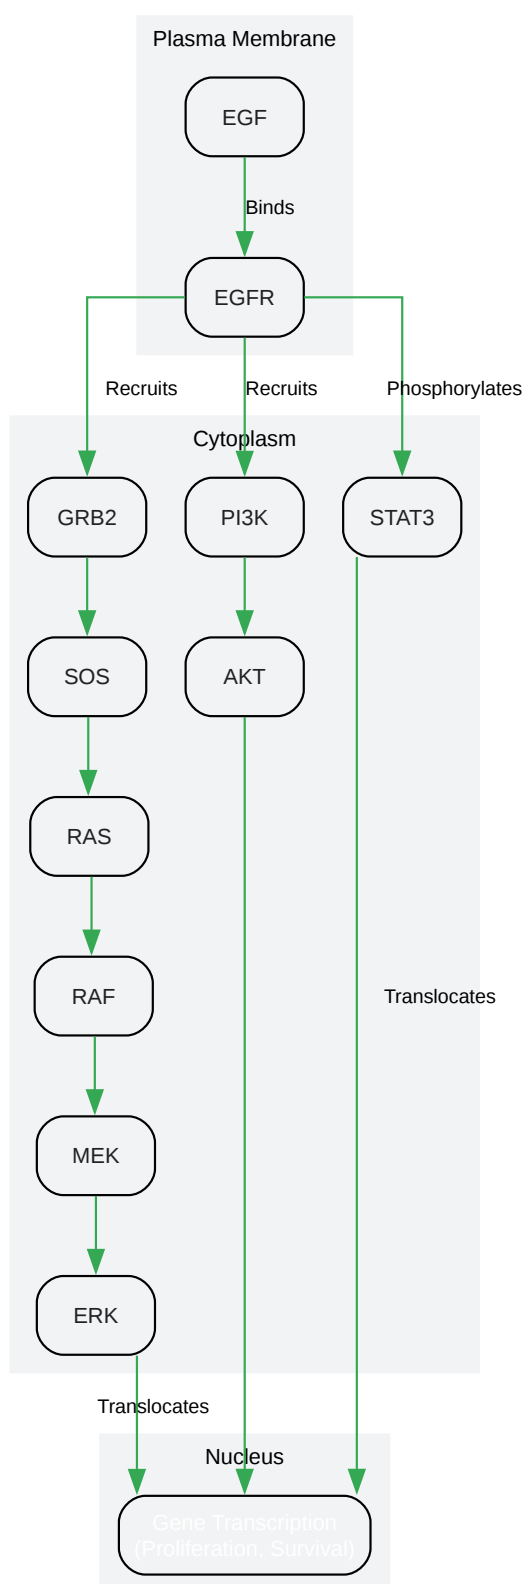 Plasma Membrane
EGF
Binds
EGFR
Recruits
Recruits
Phosphorylates
Cytoplasm
GRB2
PI3K
STAT3
SOS
AKT
RAS
RAF
Translocates
MEK
ERK
Translocates
Nucleus
Gene Transcription
(Proliferation, Survival)